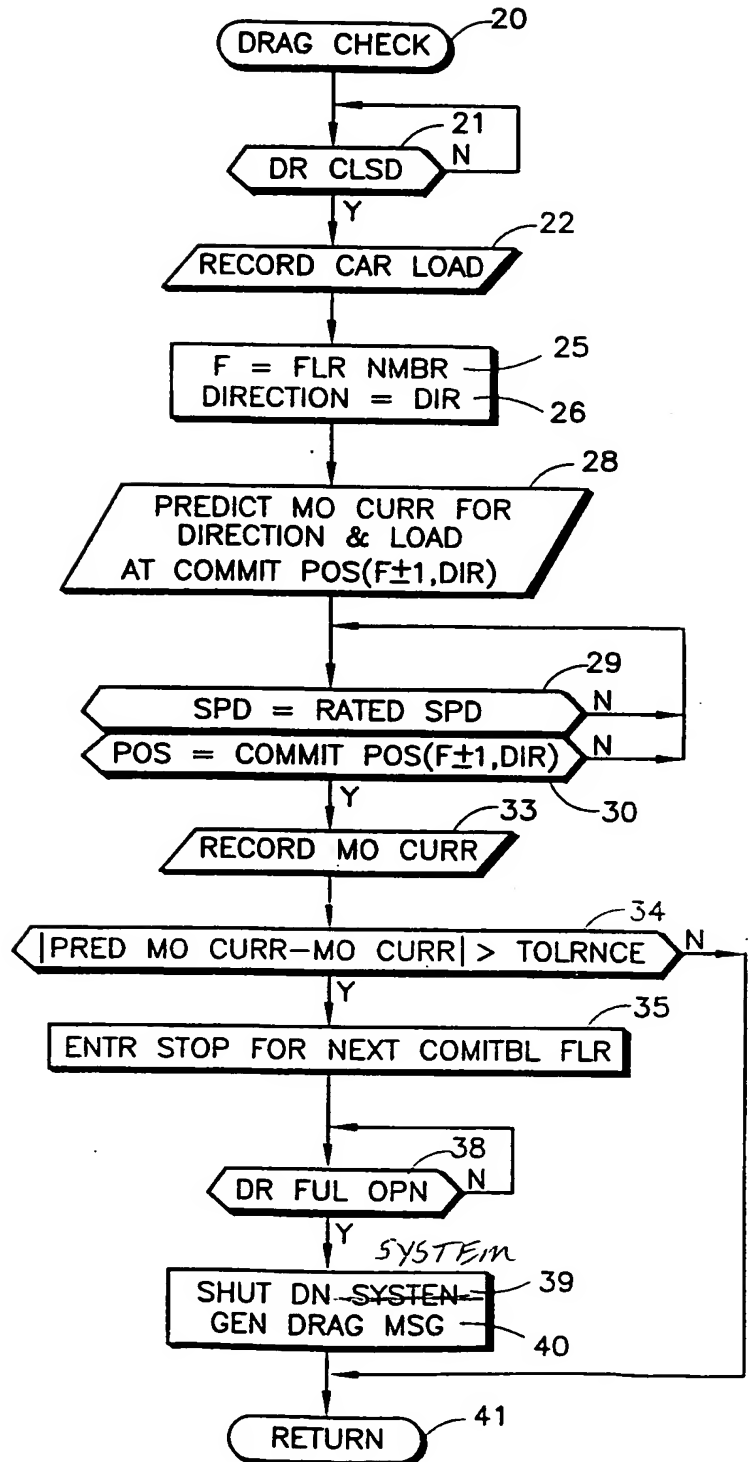 DRAG CHECK 20
21
DR CLSD N
Y
22
RECORD CAR LOAD
F = FLR NMBR 25
DIRECTION = DIR 26
28
PREDICT MO CURR FOR
DIRECTION & LOAD
AT COMMIT POS(F±1,DIR)
29
SPD = RATED SPD N
POS = COMMIT POS(F±1,DIR) N
Y 30
33
RECORD MO CURR
34
|PRED MO CURR-MO CURR| > TOLRNCE N
Y
35
ENTR STOP FOR NEXT COMITBL FLR
38
DR FUL OPN N
Y
SYSTEM
SHUT DN SYSTEN 39
GEN DRAG MSG 40
RETURN 41